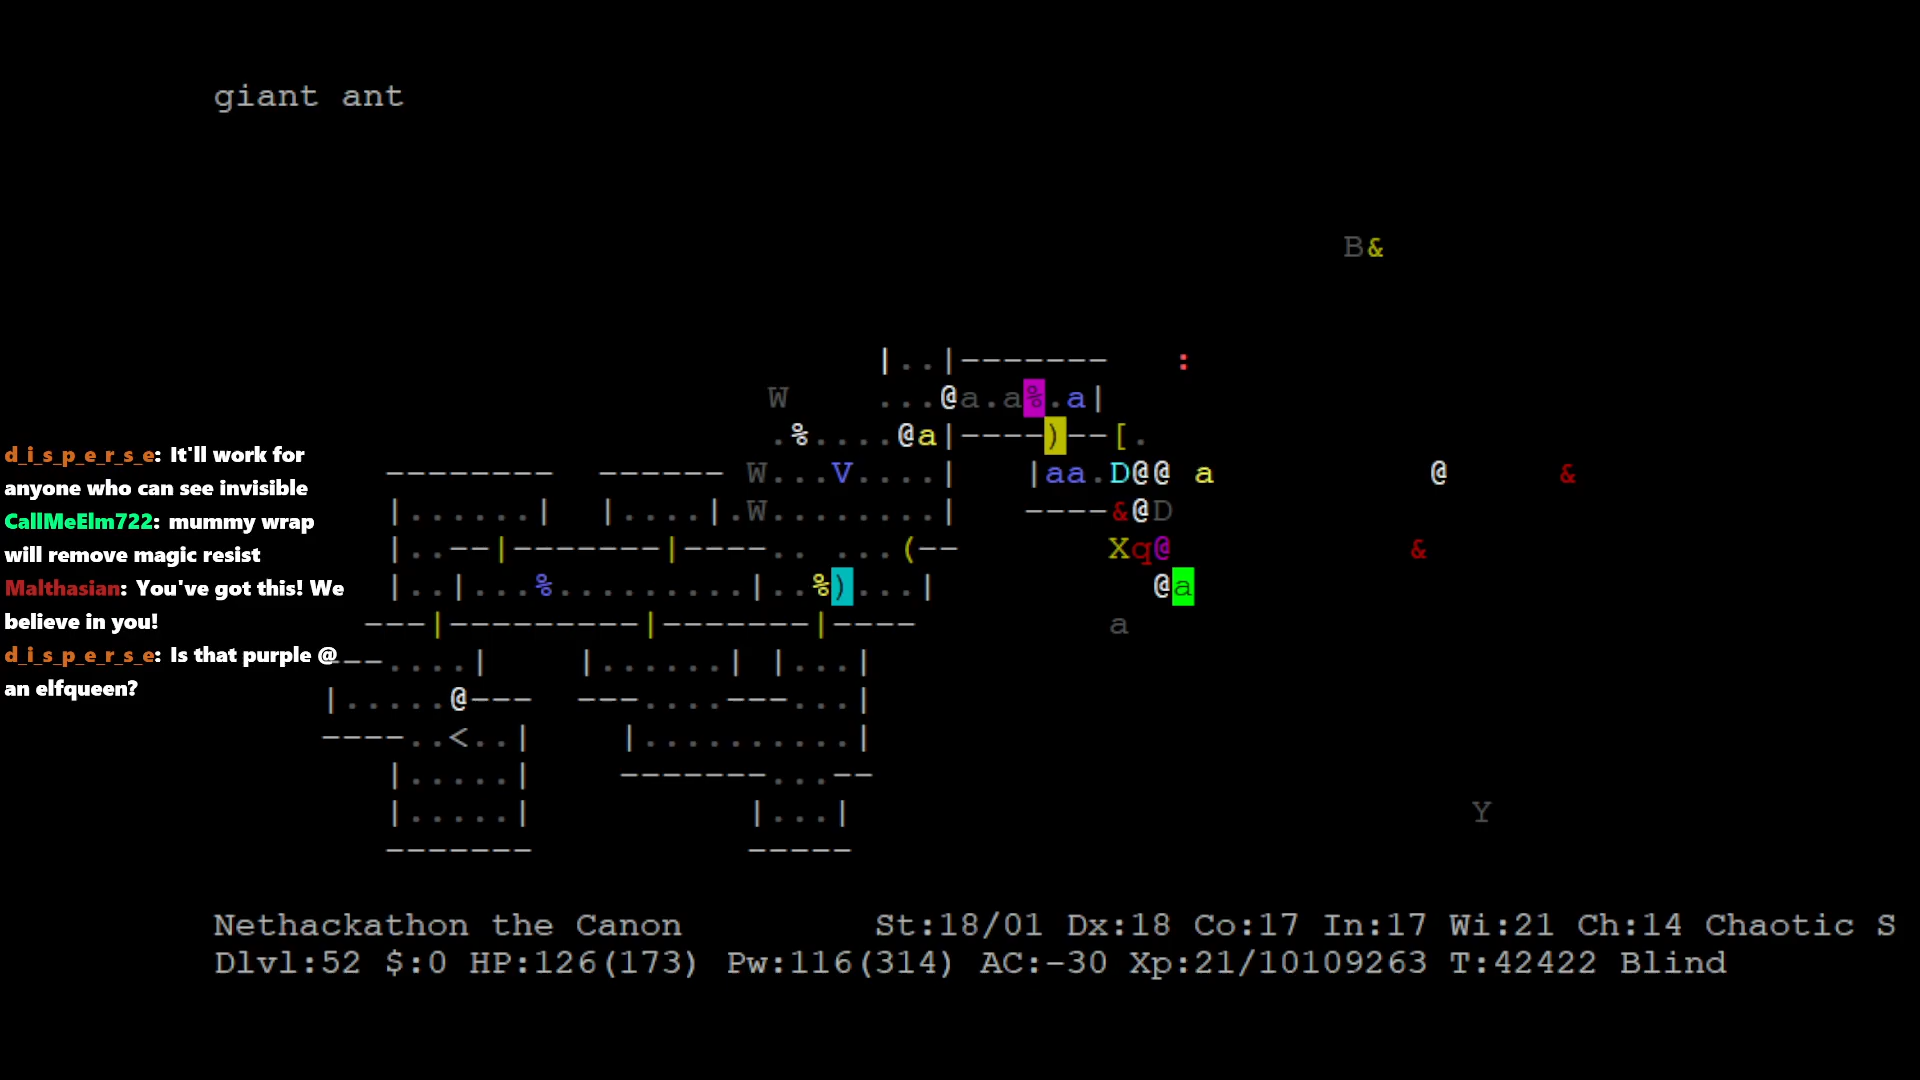 giant ant
B&
|..|------- :
W ...@a.a%.a|
.%....@a|----)--[.
-------- ------ W...V....| |aa.D@@ a @ &
|......| |....|.W........| ----&@D
|..--|-------|----.. ...(-- Xq@ &
|..|...%.........|..%)...| @a
---|---------|-------|---- a
---....| |......| |...|
|.....@--- ---....---...|
----..<..| |..........|
|.....| -------...--
|.....| |...| Y
------- -----
d_i_s_p_e_r_s_e: It'll work for
anyone who can see invisible
CallMeElm722: mummy wrap
will remove magic resist
Malthasian: You've got this! We
believe in you!
d_i_s_p_e_r_s_e: Is that purple @
an elfqueen?
Nethackathon the Canon St:18/01 Dx:18 Co:17 In:17 Wi:21 Ch:14 Chaotic S
Dlvl:52 $:0 HP:126(173) Pw:116(314) AC:-30 Xp:21/10109263 T:42422 Blind